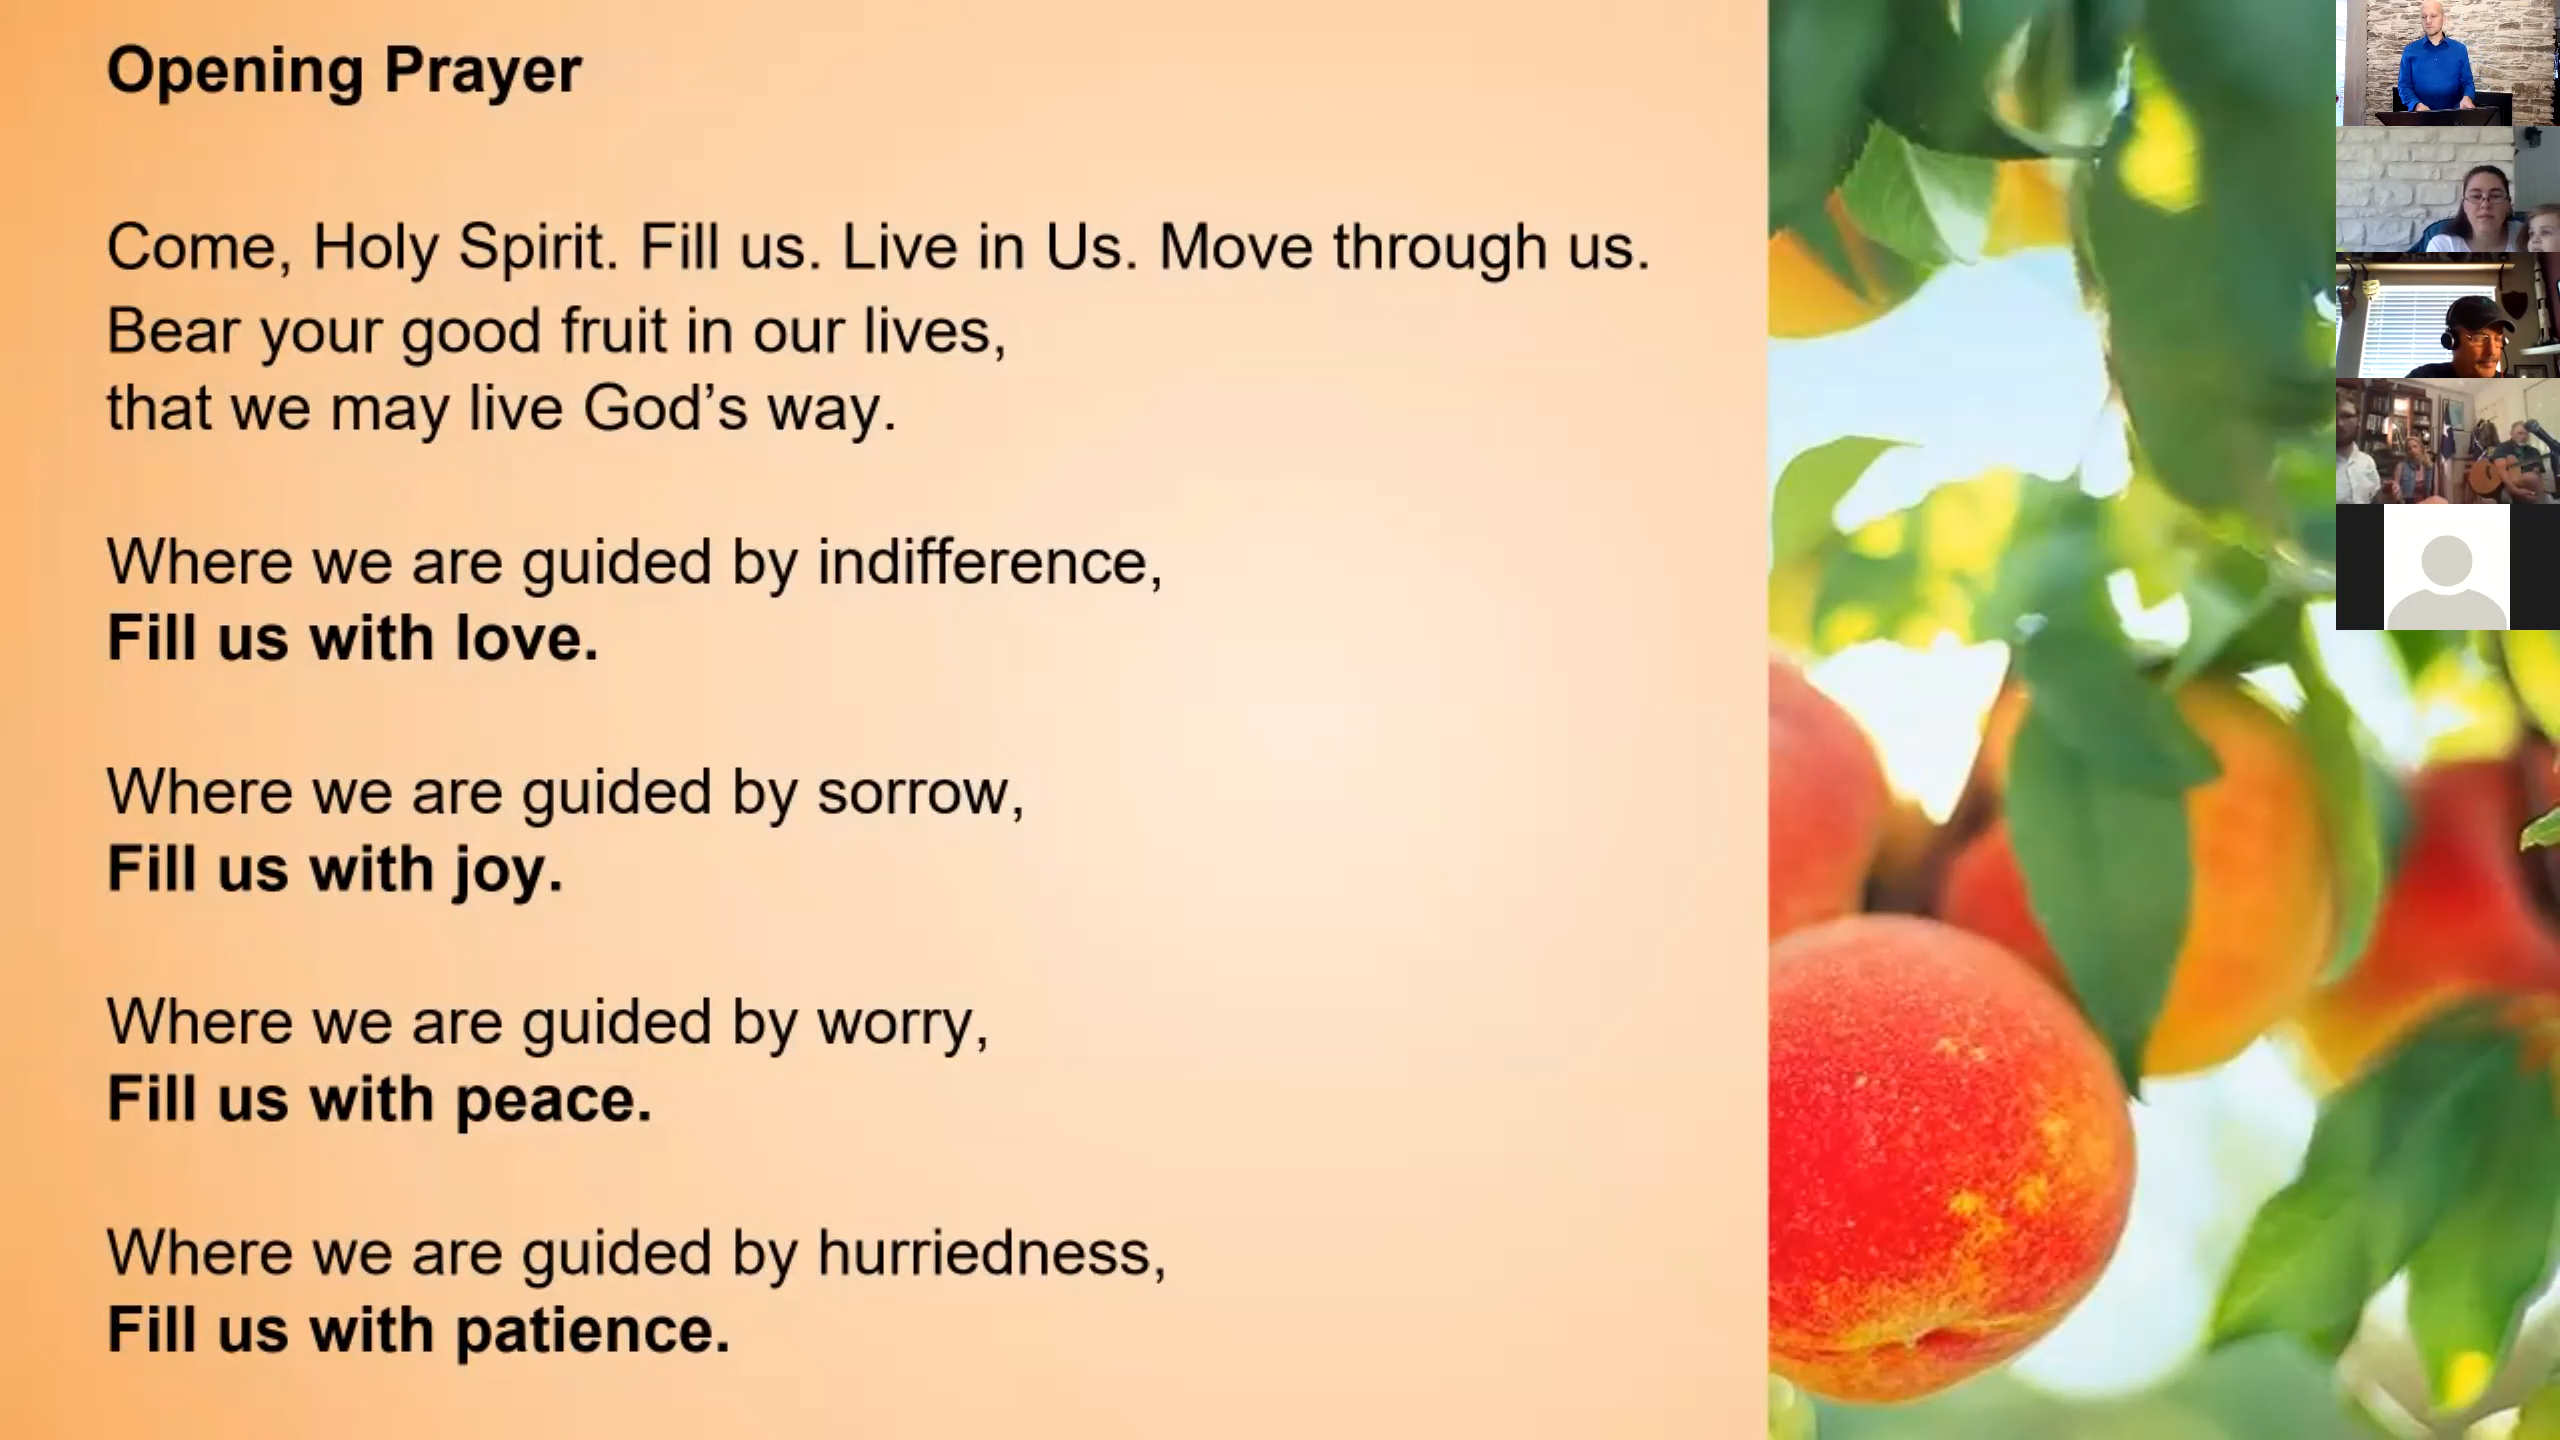 Opening Prayer
Come, Holy Spirit. Fill us. Live in Us. Move through us.
Bear your good fruit in our lives,
that we may live God’s way.
Where we are guided by indifference,
Fill us with love.
Where we are guided by sorrow,
Fill us with joy.
Where we are guided by worry,
Fill us with peace.
Where we are guided by hurriedness,
Fill us with patience.